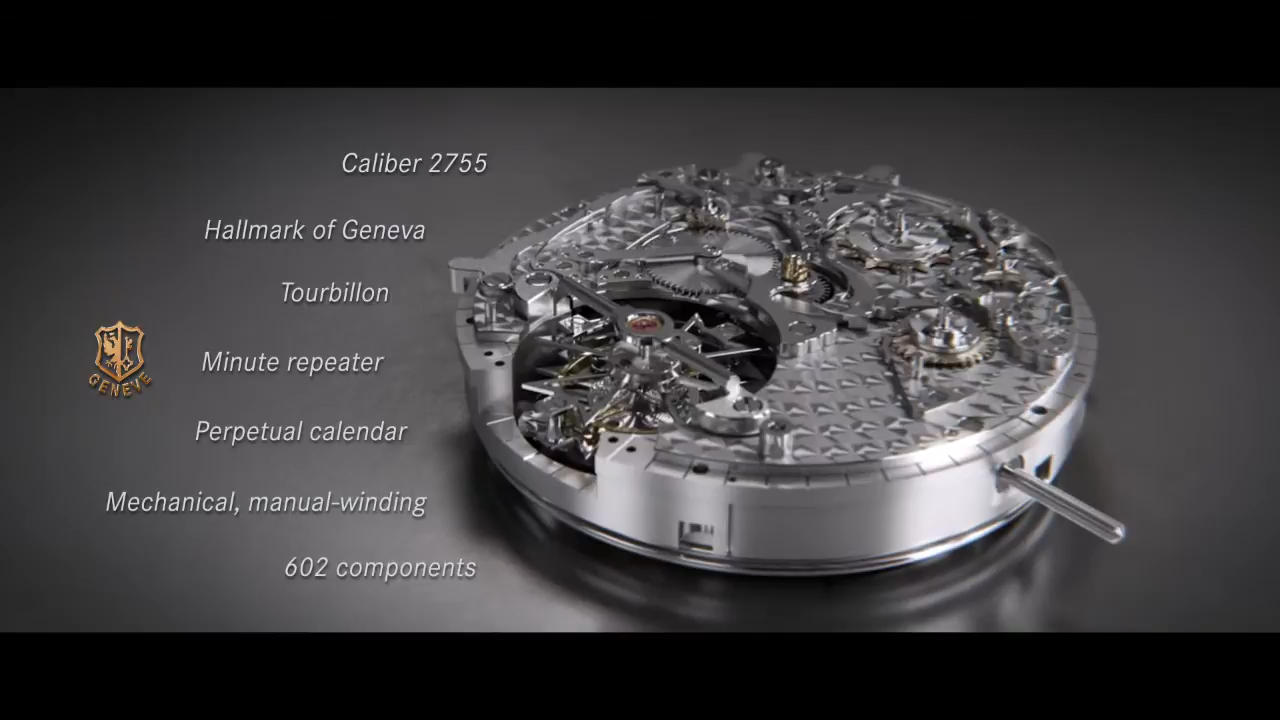 Caliber 2755
Hallmark of Geneva
Tourbillon
GENEVE
Minute repeater
Perpetual calendar
Mechanical, manual-winding
602 components